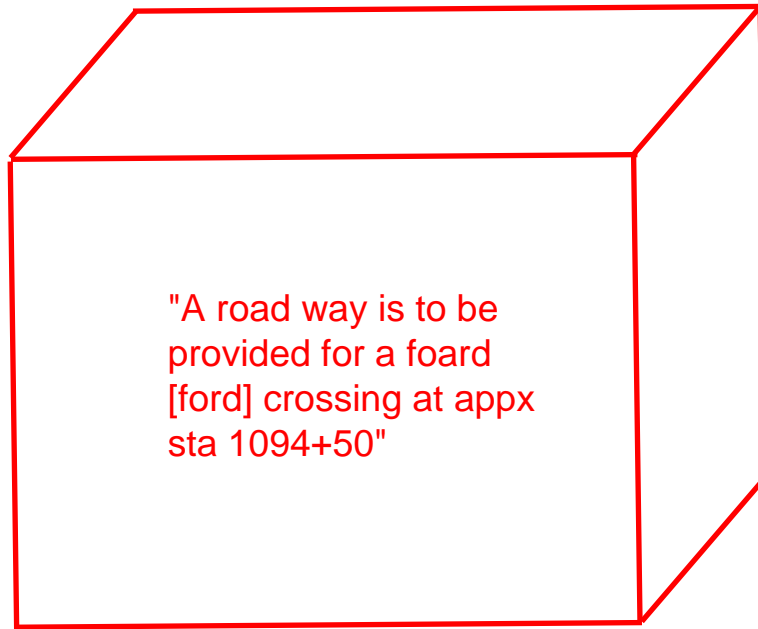 "A road way is to be
provided for a foard
[ford] crossing at appx
sta 1094+50"